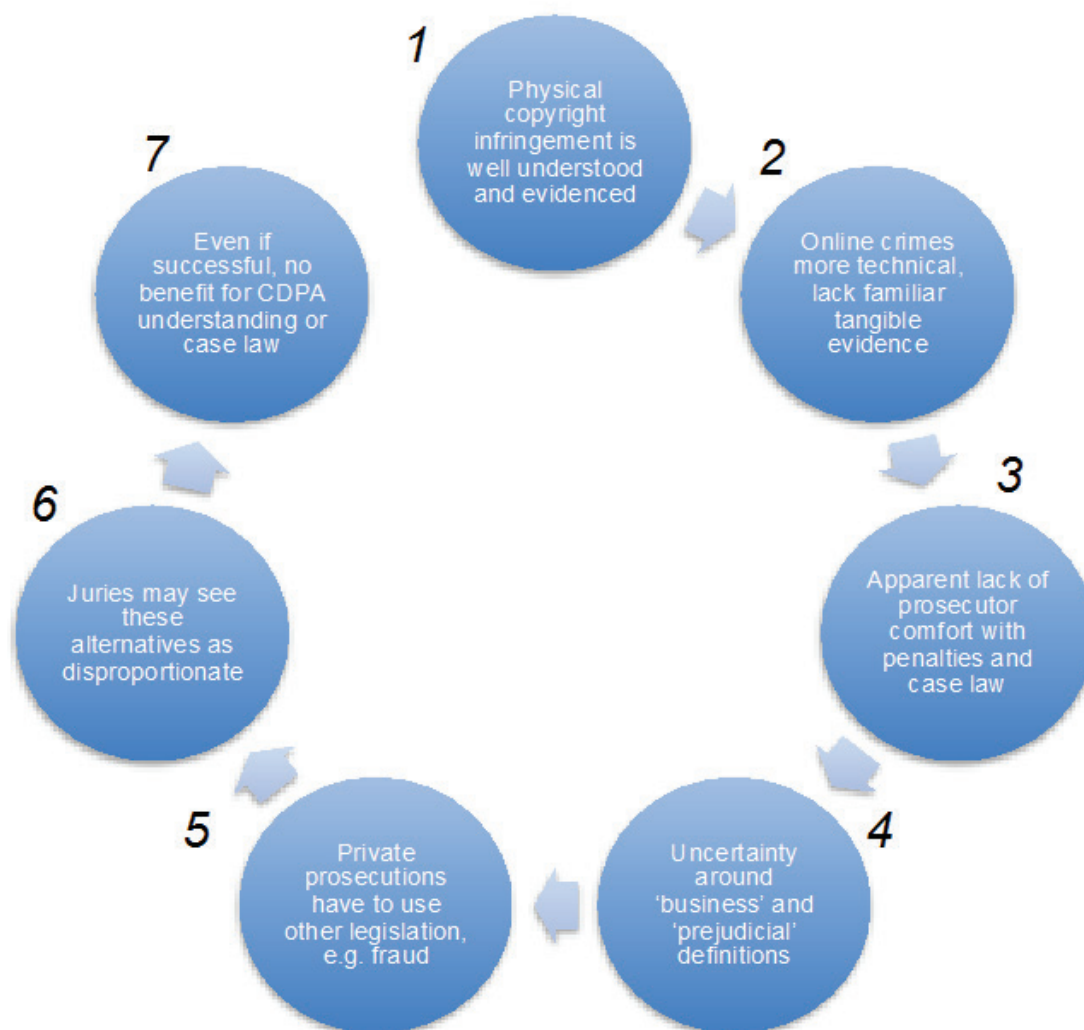 1
Physical
copyright
infringement is
well understood
and evidenced
2
Online crimes
more technical,
lack familiar
tangible
evidence
3
Apparent lack of
prosecutor
comfort with
penalties and
case law
4
Uncertainty
around
‘business’ and
‘prejudicial’
definitions
5
Private
prosecutions
have to use
other legislation,
e.g. fraud
6
Juries may see
these
alternatives as
disproportionate
7
Even if
successful, no
benefit for CDPA
understanding or
case law